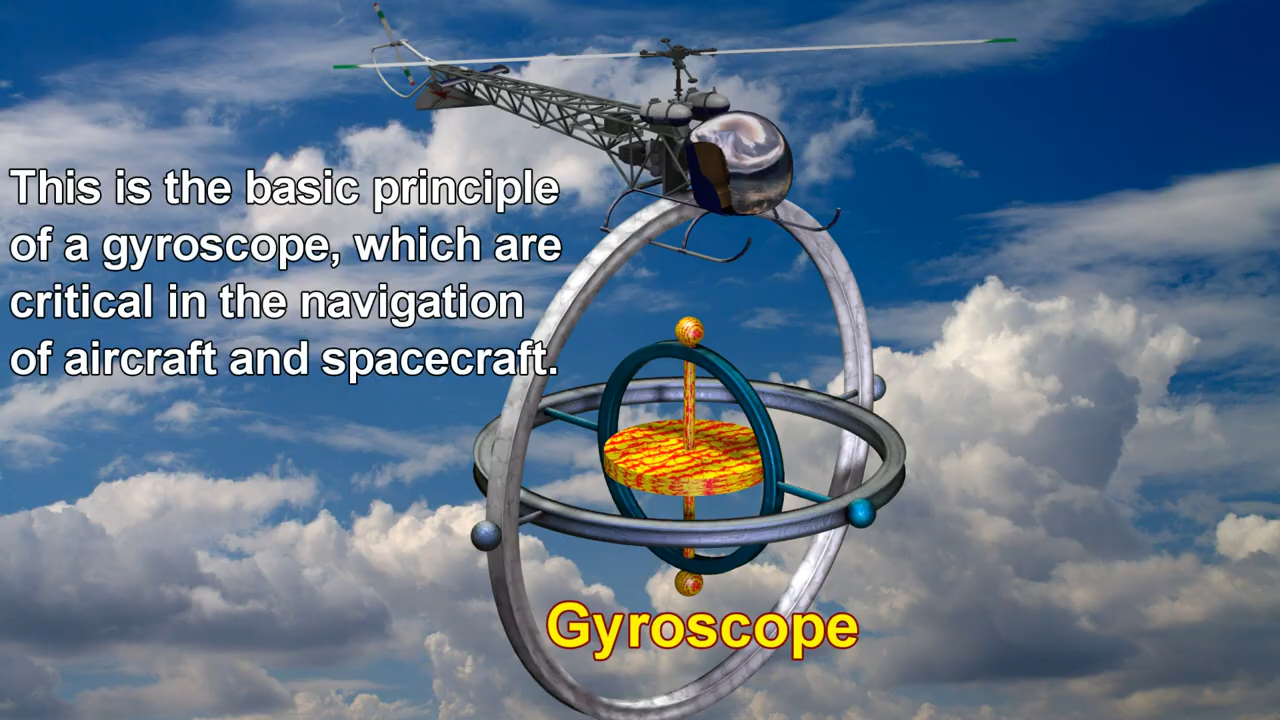 This is the basic principle
of a gyroscope, which are
critical in the navigation
of aircraft and spacecraft.
Gyroscope